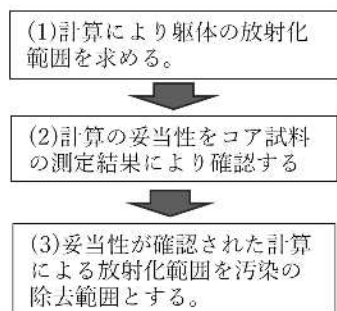 (1)計算により躯体の放射化
範囲を求める。
(2)計算の妥当性をコア試料
の測定結果により確認する
(3)妥当性が確認された計算
による放射化範囲を汚染の
除去範囲とする。